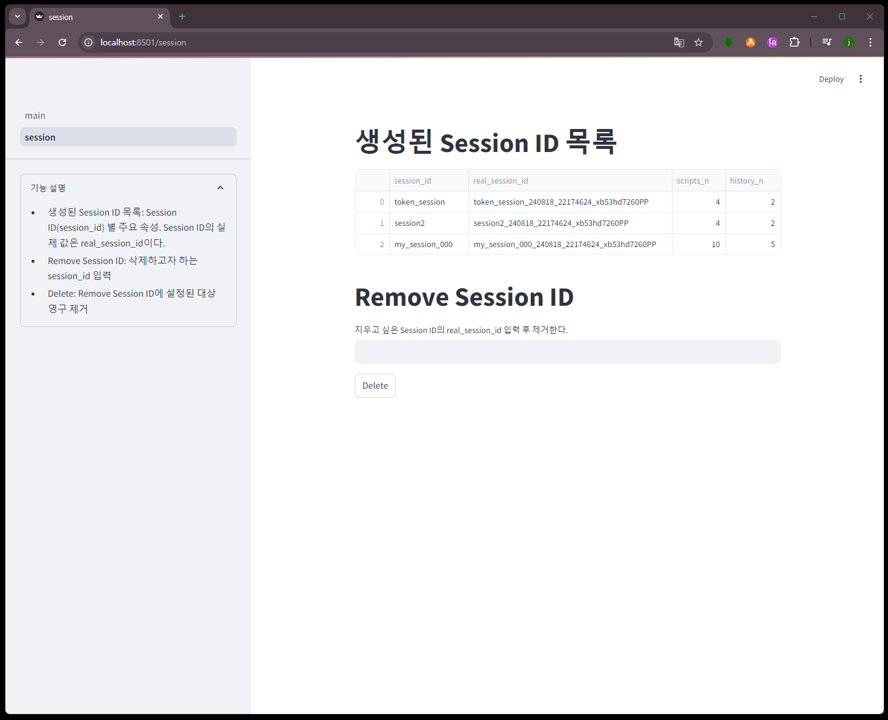 session
localhost:8501/session
Deploy
main
session
기능 설명
생성된 Session ID 목록: Session
ID(session_id) 별 주요 속성. Session ID의 실
제 값은 real_session_id이다.
Remove Session ID: 삭제하고자 하는
session_id 입력
Delete: Remove Session ID에 설정된 대상
영구 제거
생성된 Session ID 목록
session_id real_session_id scripts_n history_n
0 token_session token_session_240818_22174624_xb53hd7260PP 4 2
1 session2 session2_240818_22174624_xb53hd7260PP 4 2
2 my_session_000 my_session_000_240818_22174624_xb53hd7260PP 10 5
Remove Session ID
지우고 싶은 Session ID의 real_session_id 입력 후 제거한다.
Delete